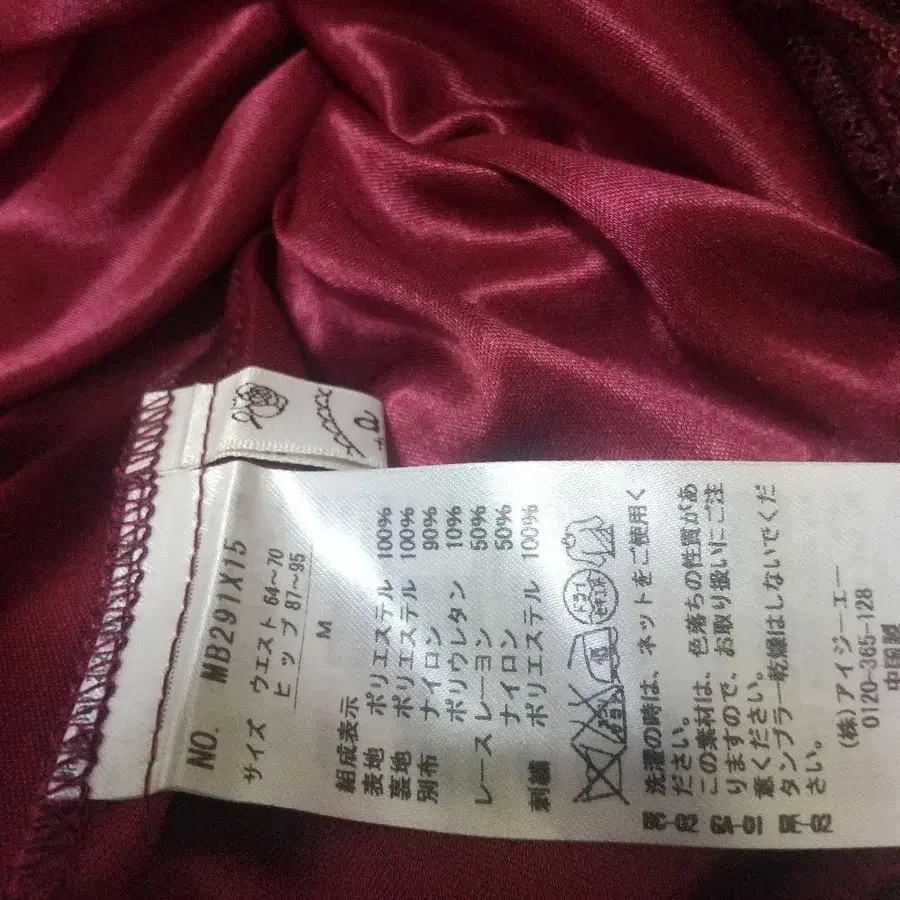 NO. MB291X15
サイズ ウエスト 64~70
ヒップ 87~95
M
組成表示
表地 ポリエステル 100%
裏地 ポリエステル 100%
別布 ナイロン 90%
ポリウレタン 10%
レース レーヨン 50%
ナイロン 50%
刺繍 ポリエステル 100%
ドライ
洗濯の時は、ネットをご使用く
ださい。
この素材は、色落ちの性質があ
りますので、お取り扱いにご注
意ください。
タンブラー乾燥はしないでくだ
さい。
(株)アイジーエー
0120-365-128
中国製